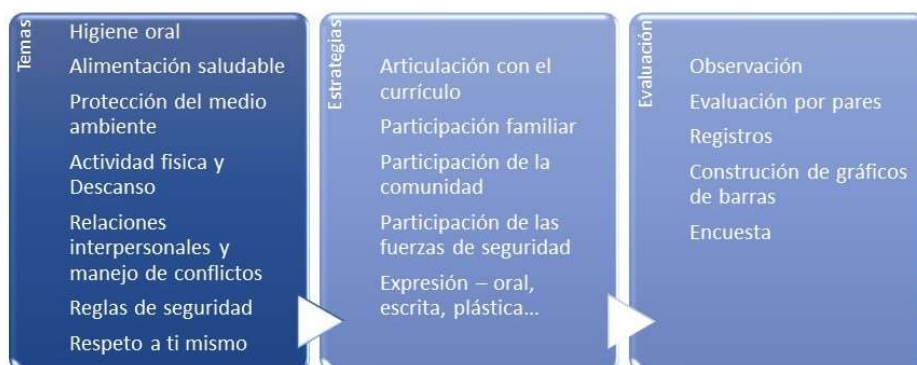 Temas
Higiene oral
Alimentación saludable
Protección del medio
ambiente
Actividad fisica y
Descanso
Relaciones
interpersonales y
manejo de conflictos
Reglas de seguridad
Respeto a ti mismo
Estrategias
Articulación con el
currículo
Participación familiar
Participación de la
comunidad
Participación de las
fuerzas de seguridad
Expresión – oral,
escrita, plástica...
Evaluación
Observación
Evaluación por pares
Registros
Construción de gráficos
de barras
Encuesta